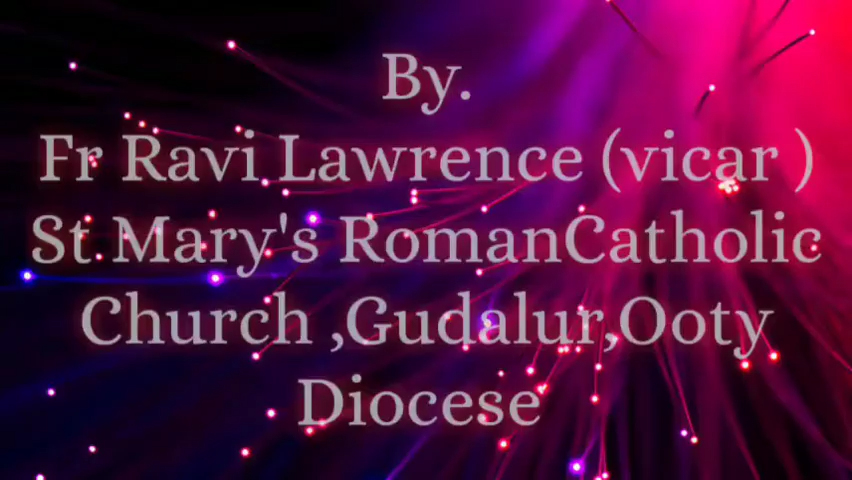 By.
Fr Ravi Lawrence (vicar )
St Mary's RomanCatholic
Church ,Gudalur,Ooty
Diocese